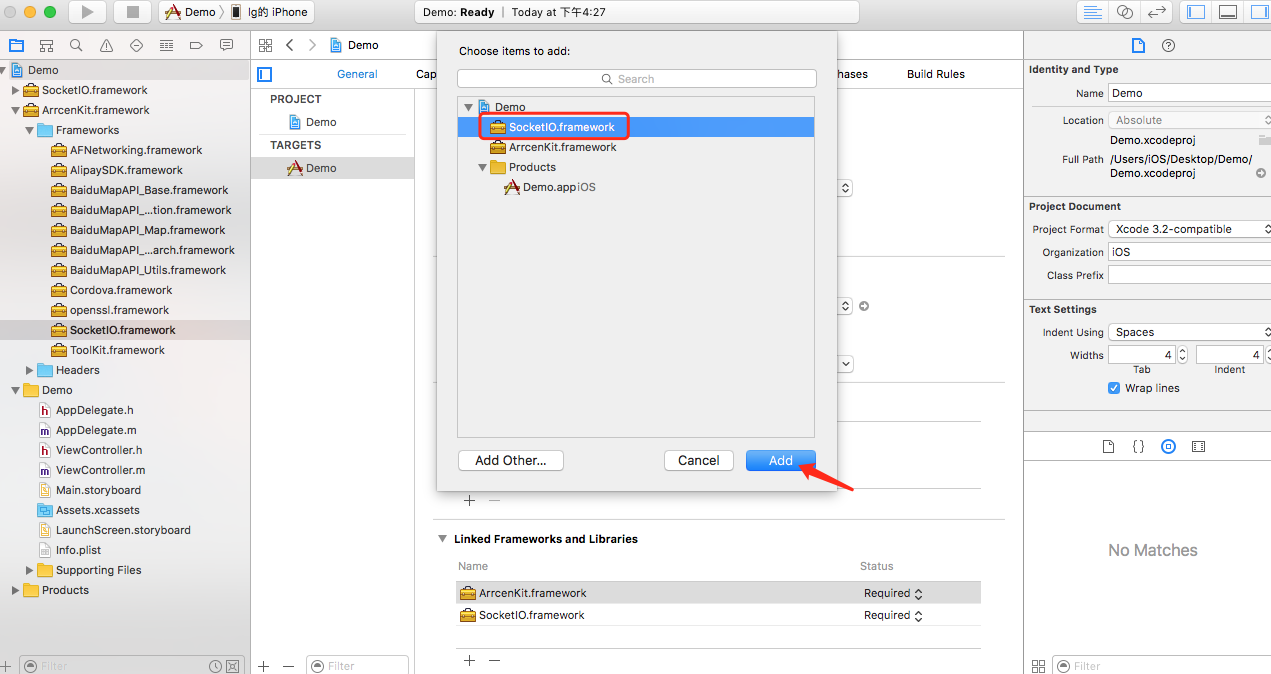 Demo
lg的 iPhone
Demo: Ready | Today at 下午4:27
Demo
SocketIO.framework
ArrcenKit.framework
Frameworks
AFNetworking.framework
AlipaySDK.framework
BaiduMapAPI_Base.framework
BaiduMapAPI_...tion.framework
BaiduMapAPI_Map.framework
BaiduMapAPI_...arch.framework
BaiduMapAPI_Utils.framework
Cordova.framework
openssl.framework
SocketIO.framework
ToolKit.framework
Headers
Demo
AppDelegate.h
AppDelegate.m
ViewController.h
ViewController.m
Main.storyboard
Assets.xcassets
LaunchScreen.storyboard
Info.plist
Supporting Files
Products
Filter
Demo
General
Cap
hases
Build Rules
PROJECT
Demo
TARGETS
Demo
Filter
Choose items to add:
Search
Demo
SocketIO.framework
ArrcenKit.framework
Products
Demo.app iOS
Add Other...
Cancel
Add
Linked Frameworks and Libraries
Name Status
ArrcenKit.framework Required
SocketIO.framework Required
Identity and Type
Name Demo
Location Absolute
Demo.xcodeproj
Full Path /Users/iOS/Desktop/Demo/
Demo.xcodeproj
Project Document
Project Format Xcode 3.2-compatible
Organization iOS
Class Prefix
Text Settings
Indent Using Spaces
Widths 4 4
Tab Indent
Wrap lines
{}
No Matches
Filter